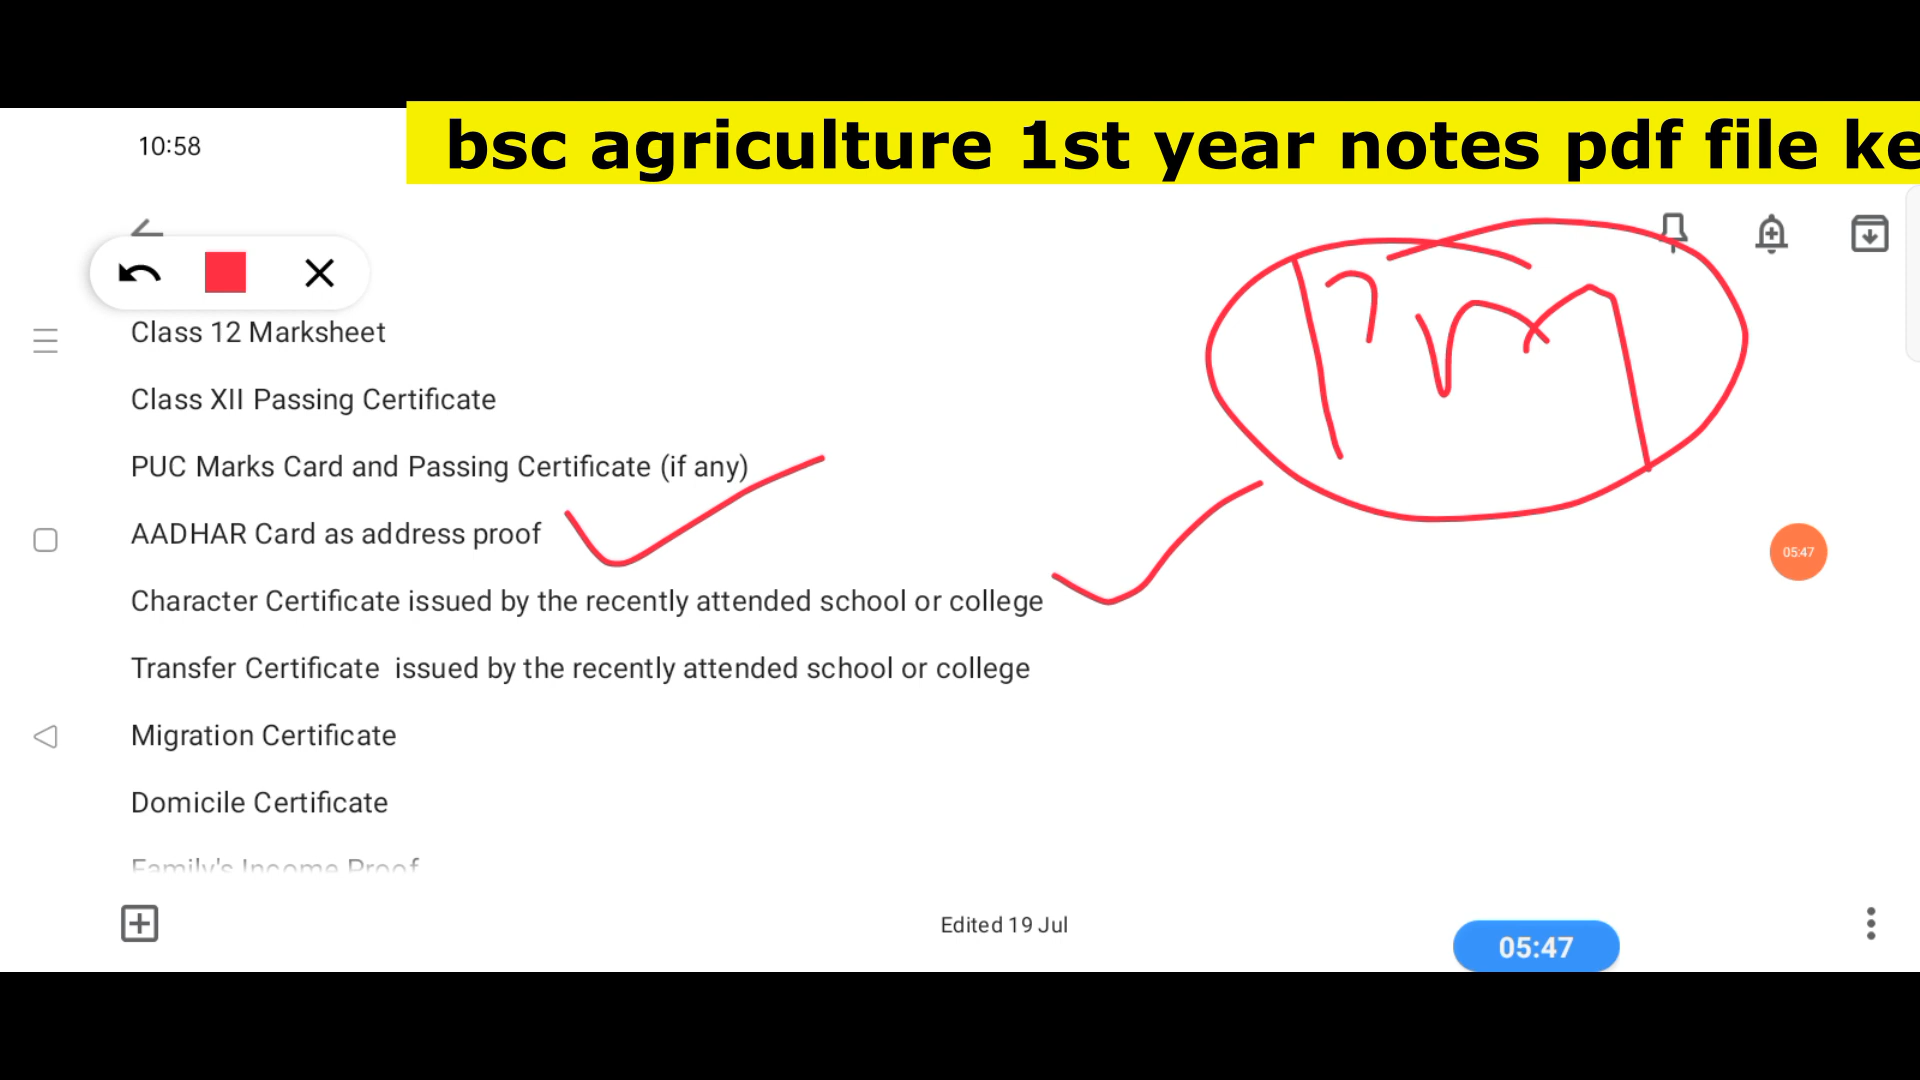 bsc agriculture 1st year notes pdf file ke
10:58
Class 12 Marksheet
Class XII Passing Certificate
PUC Marks Card and Passing Certificate (if any)
AADHAR Card as address proof
05:47
Character Certificate issued by the recently attended school or college
Transfer Certificate issued by the recently attended school or college
Migration Certificate
Domicile Certificate
Family's Income Proof
Edited 19 Jul
05:47